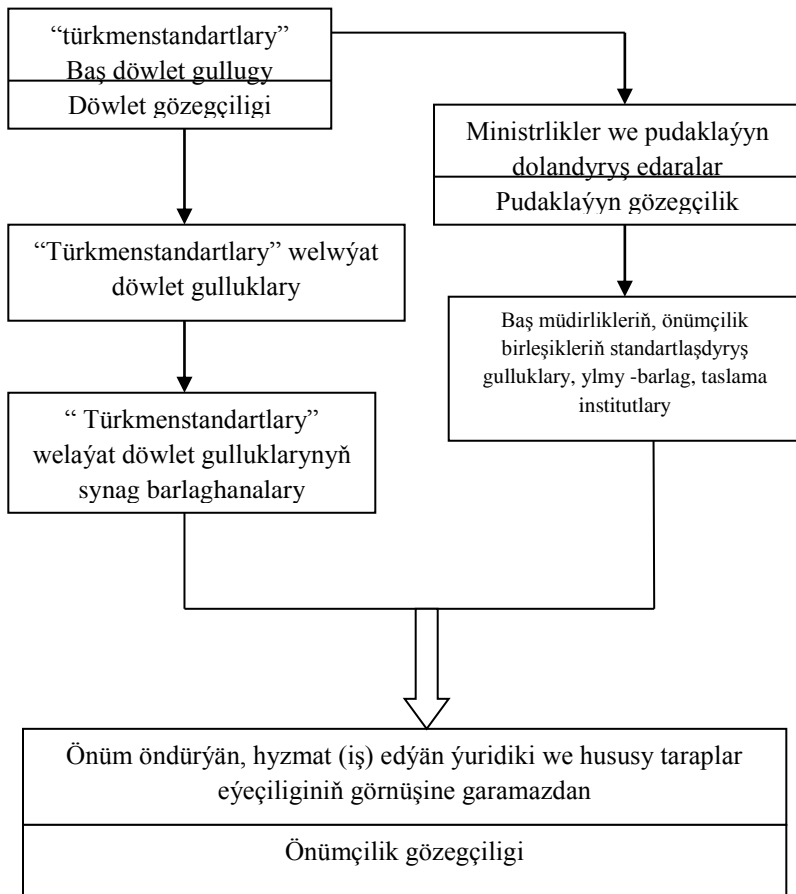 “türkmenstandartlary”
Baş döwlet gullugy
Döwlet gözegçiligi
Ministrlikler we pudaklaýyn
dolandyryş edaralar
Pudaklaýyn gözegçilik
“Türkmenstandartlary” welwýat
döwlet gulluklary
Baş müdirlikleriň, önümçilik
birleşikleriň standartlaşdyryş
gulluklary, ylmy -barlag, taslama
institutlary
“ Türkmenstandartlary”
welaýat döwlet gulluklarynyň
synag barlaghanalary
Önüm öndürýän, hyzmat (iş) edýän ýuridiki we hususy taraplar
eýeçiliginiň görnüşine garamazdan
Önümçilik gözegçiligi